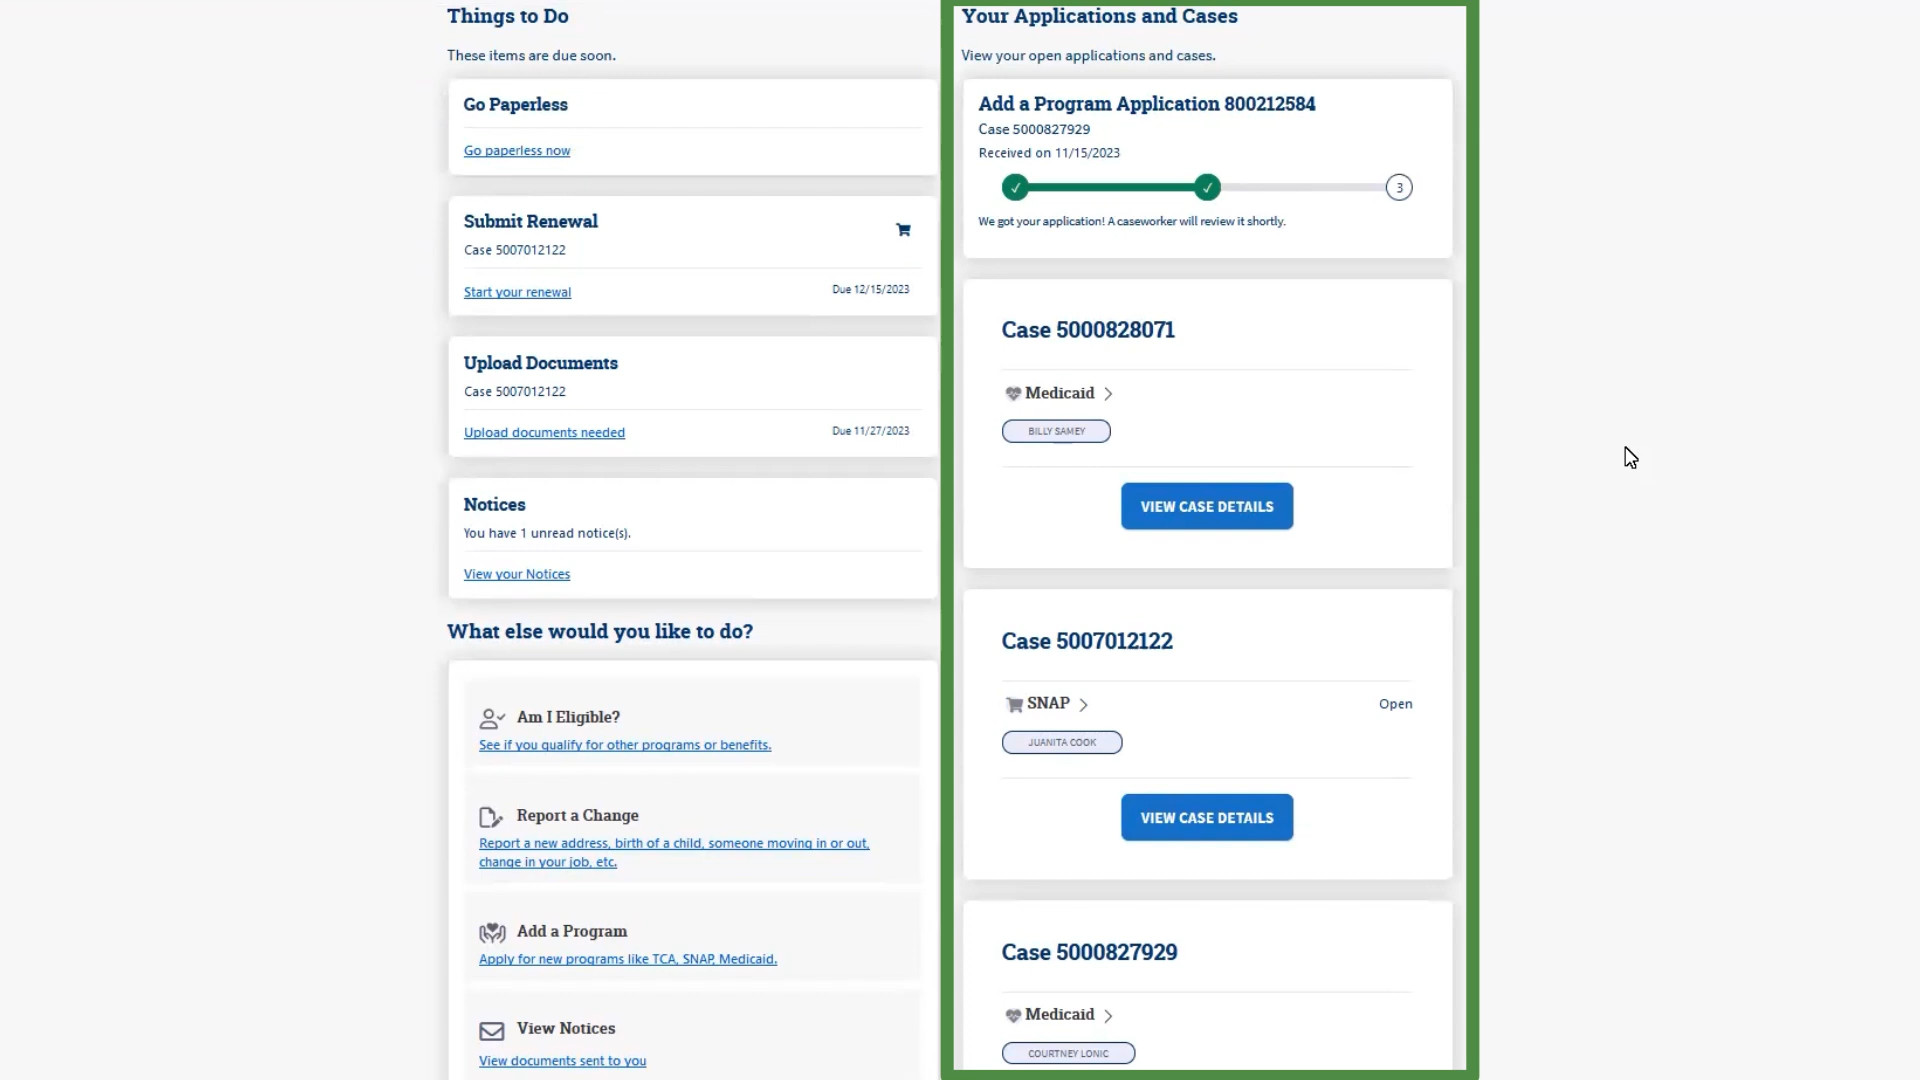 Things to Do
These items are due soon.
Go Paperless
Go paperless now
Submit Renewal
Case 5007012122
Start your renewal
Due 12/15/2023
Upload Documents
Case 5007012122
Upload documents needed
Due 11/27/2023
Notices
You have 1 unread notice(s).
View your Notices
What else would you like to do?
Am I Eligible?
See if you qualify for other programs or benefits.
Report a Change
Report a new address, birth of a child, someone moving in or out,
change in your job, etc.
Add a Program
Apply for new programs like TCA, SNAP, Medicaid.
View Notices
View documents sent to you
Your Applications and Cases
View your open applications and cases.
Add a Program Application 800212584
Case 5000827929
Received on 11/15/2023
3
We got your application! A caseworker will review it shortly.
Case 5000828071
Medicaid
BILLY SAMEY
VIEW CASE DETAILS
Case 5007012122
SNAP
Open
JUANITA COOK
VIEW CASE DETAILS
Case 5000827929
Medicaid
COURTNEY LONIC